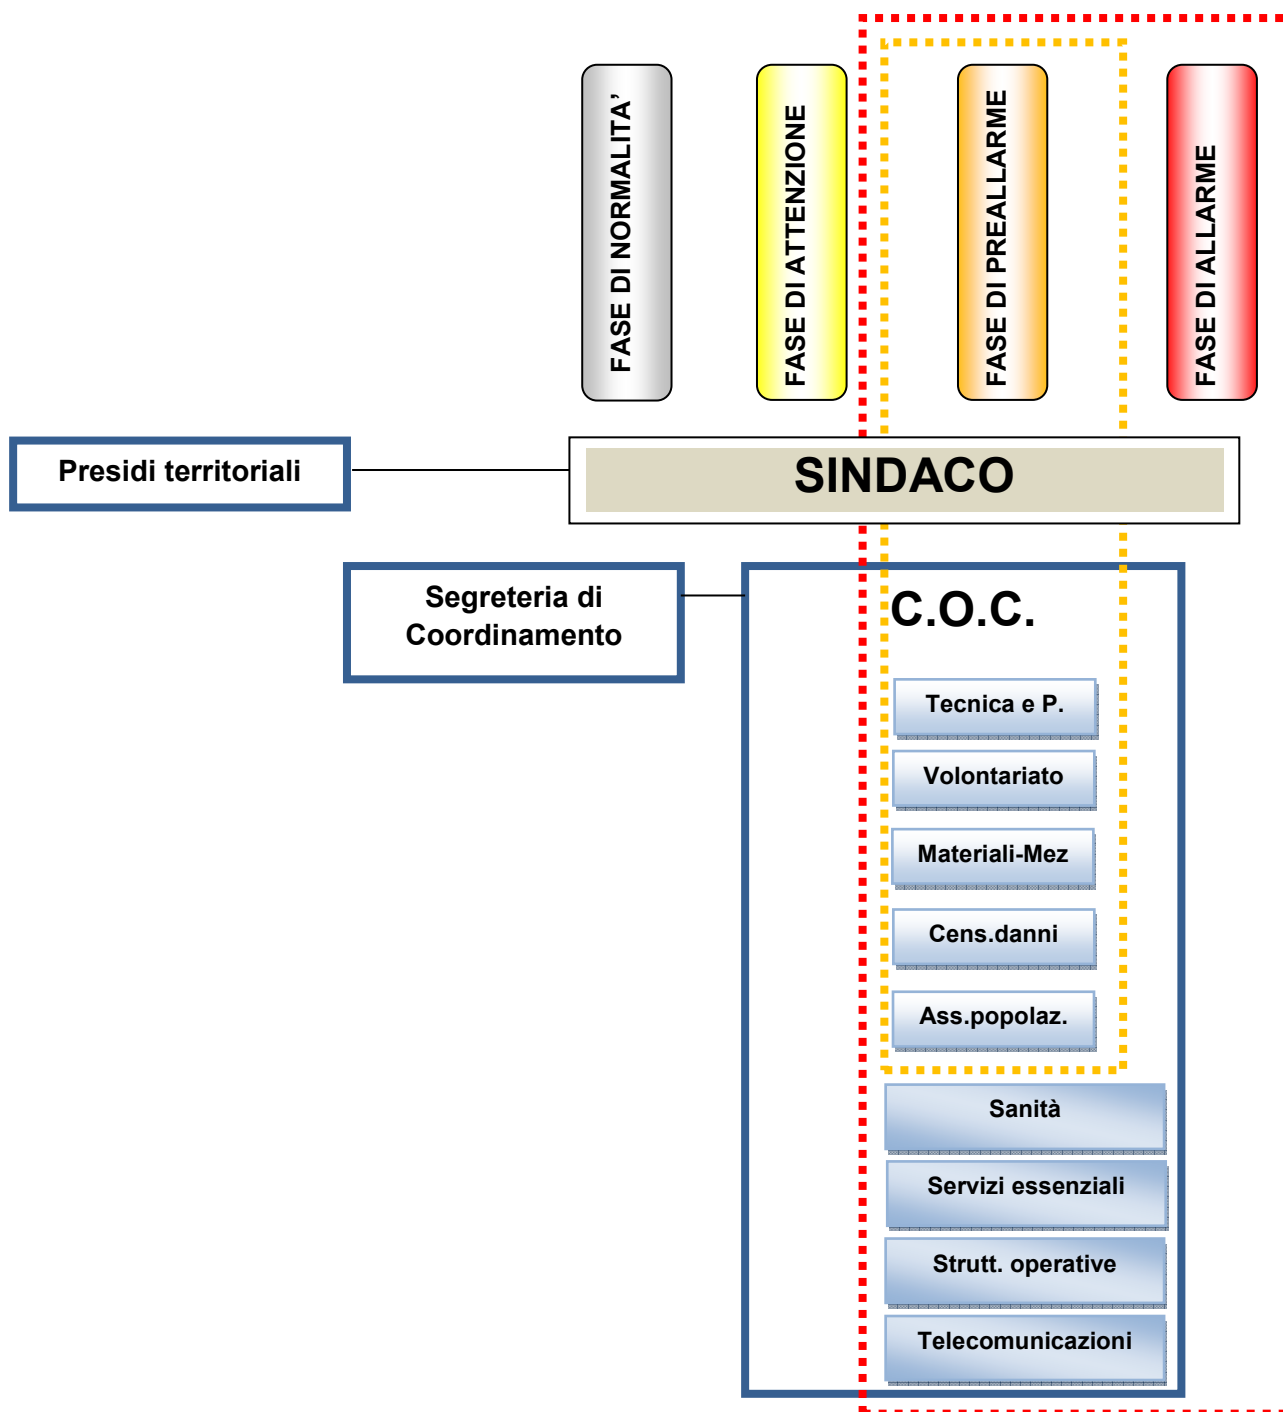 FASE DI NORMALITA’
FASE DI ATTENZIONE
FASE DI PREALLARME
FASE DI ALLARME
Presidi territoriali
SINDACO
Segreteria di
Coordinamento
C.O.C.
Tecnica e P.
Volontariato
Materiali-Mez
Cens.danni
Ass.popolaz.
Sanità
Servizi essenziali
Strutt. operative
Telecomunicazioni